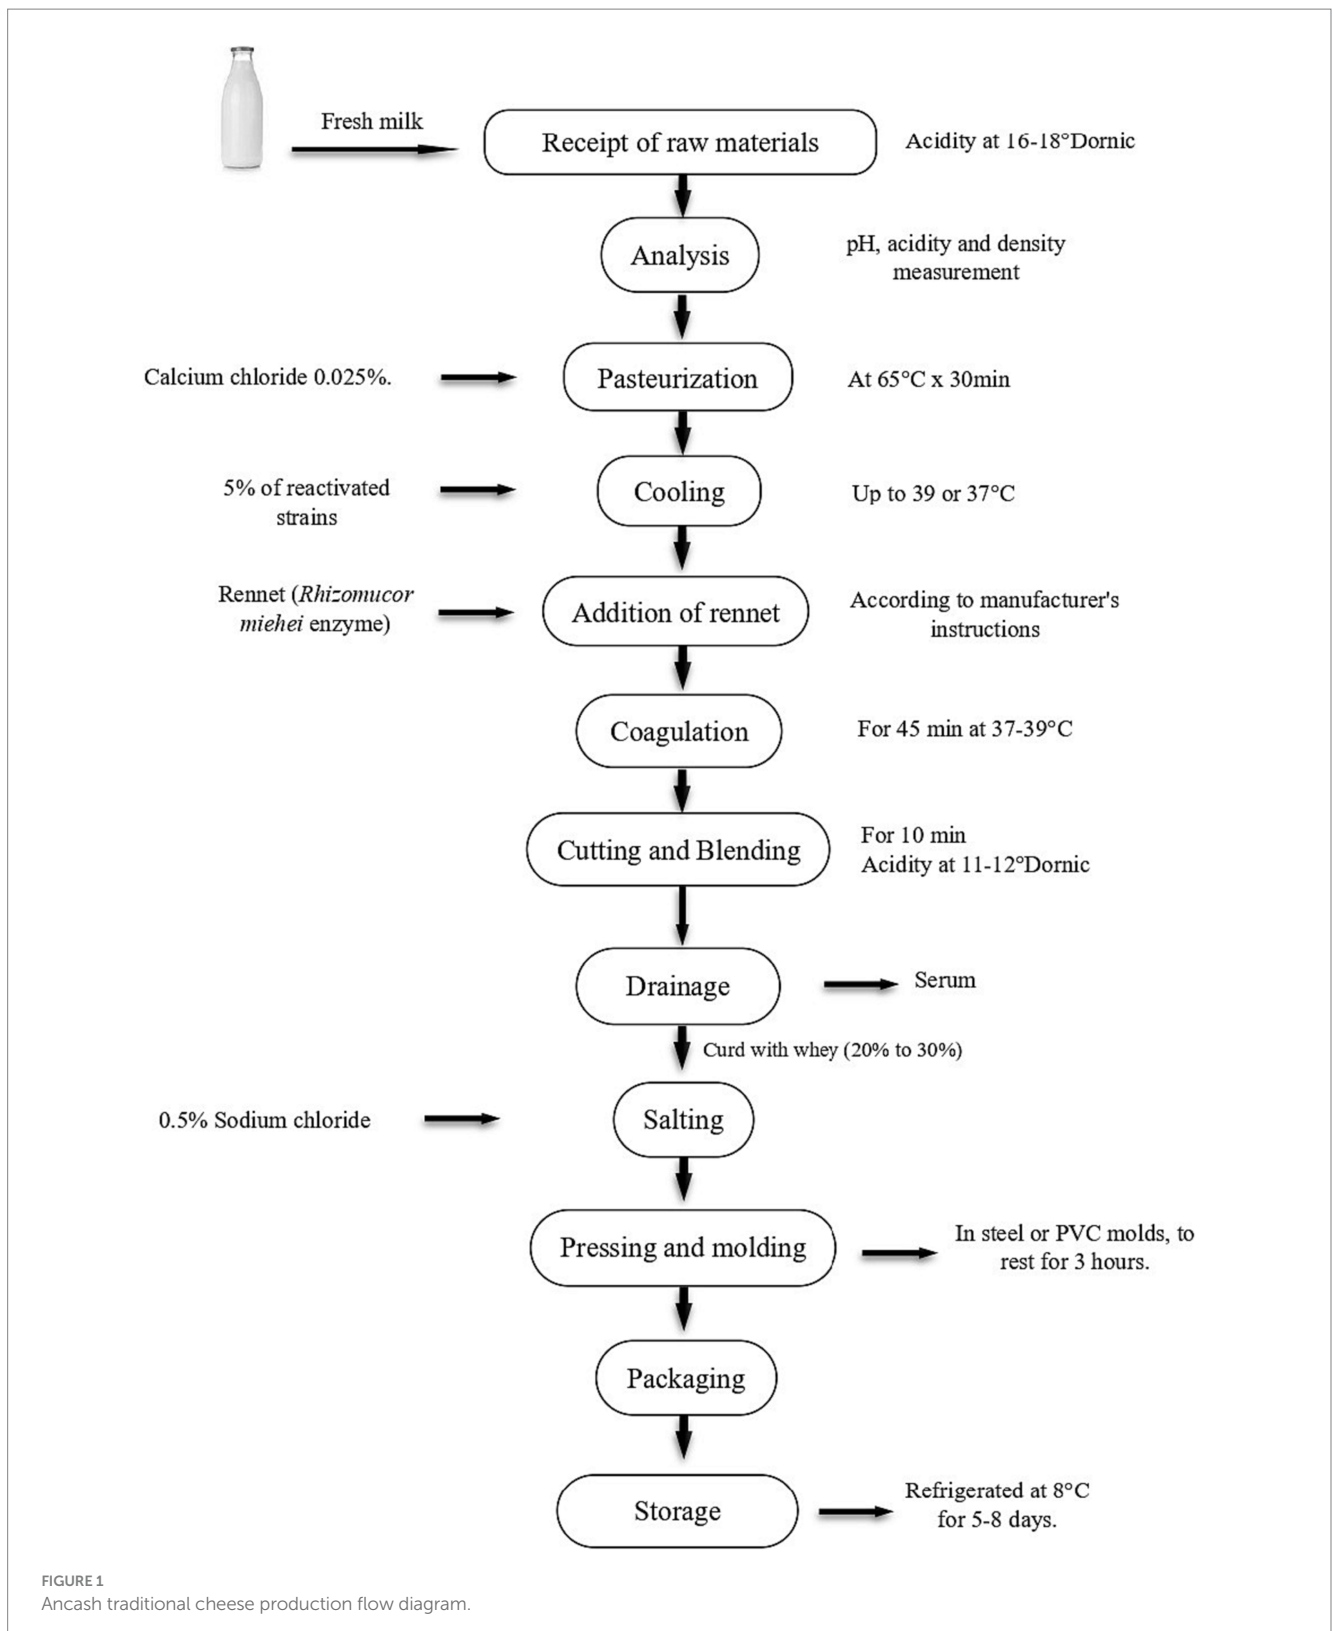 Fresh milk
Receipt of raw materials
Acidity at 16-18°Dornic
Analysis
pH, acidity and density
measurement
Calcium chloride 0.025%.
Pasteurization
At 65°C x 30min
5% of reactivated
strains
Cooling
Up to 39 or 37°C
Rennet (Rhizomucor
miehei enzyme)
Addition of rennet
According to manufacturer's
instructions
Coagulation
For 45 min at 37-39°C
Cutting and Blending
For 10 min
Acidity at 11-12°Dornic
Drainage
Serum
Curd with whey (20% to 30%)
0.5% Sodium chloride
Salting
Pressing and molding
In steel or PVC molds, to
rest for 3 hours.
Packaging
Storage
Refrigerated at 8°C
for 5-8 days.
FIGURE 1
Ancash traditional cheese production flow diagram.